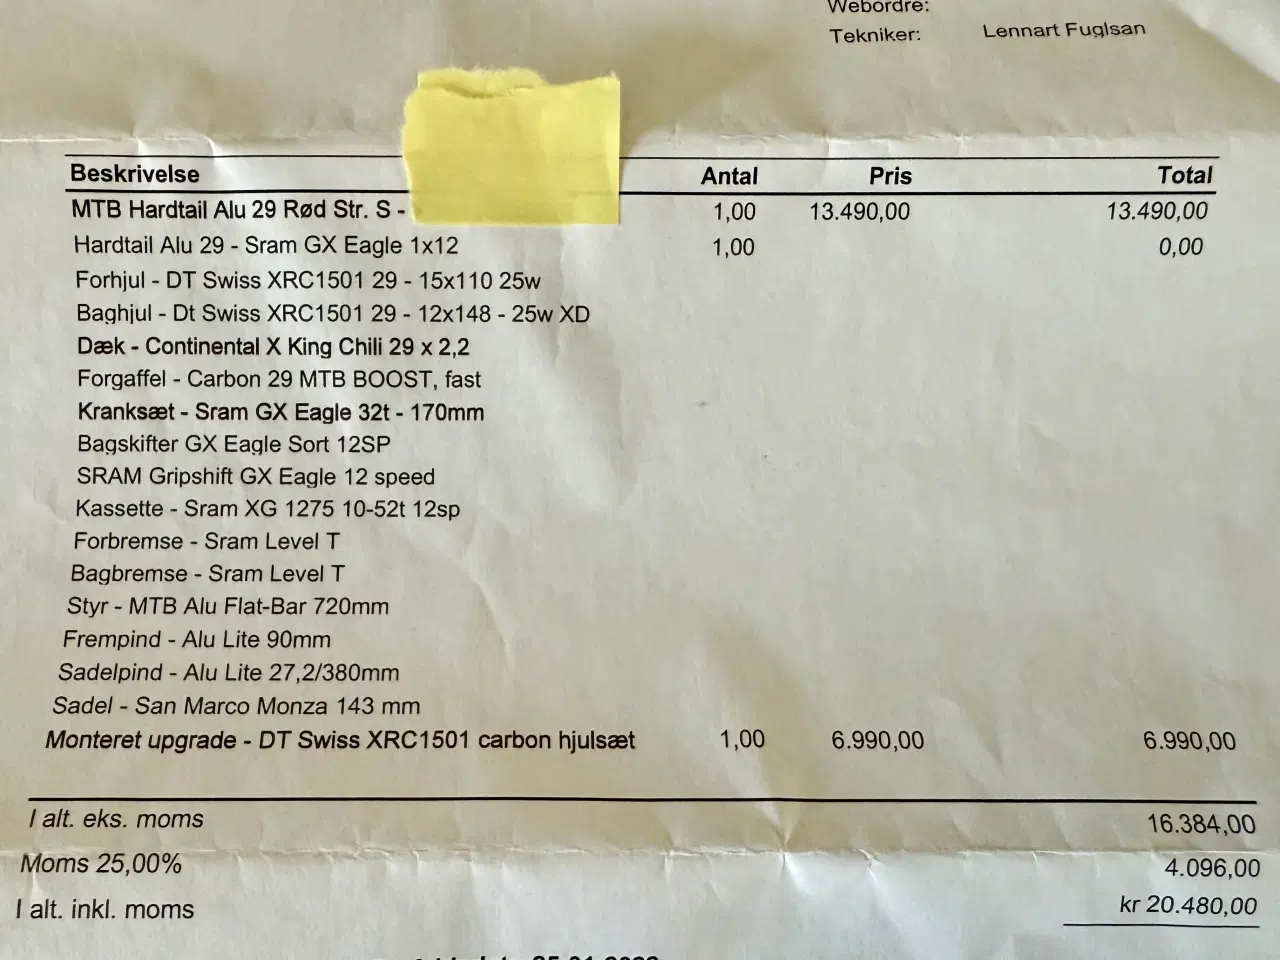 Webordre:
Tekniker: Lennart Fuglsan
Beskrivelse Antal Pris Total
MTB Hardtail Alu 29 Rød Str. S - 1,00 13.490,00 13.490,00
Hardtail Alu 29 - Sram GX Eagle 1x12 1,00 0,00
Forhjul - DT Swiss XRC1501 29 - 15x110 25w
Baghjul - Dt Swiss XRC1501 29 - 12x148 - 25w XD
Dæk - Continental X King Chili 29 x 2,2
Forgaffel - Carbon 29 MTB BOOST, fast
Kranksæt - Sram GX Eagle 32t - 170mm
Bagskifter GX Eagle Sort 12SP
SRAM Gripshift GX Eagle 12 speed
Kassette - Sram XG 1275 10-52t 12sp
Forbremse - Sram Level T
Bagbremse - Sram Level T
Styr - MTB Alu Flat-Bar 720mm
Frempind - Alu Lite 90mm
Sadelpind - Alu Lite 27,2/380mm
Sadel - San Marco Monza 143 mm
Monteret upgrade - DT Swiss XRC1501 carbon hjulsæt 1,00 6.990,00 6.990,00
I alt. eks. moms 16.384,00
Moms 25,00% 4.096,00
I alt. inkl. moms kr 20.480,00